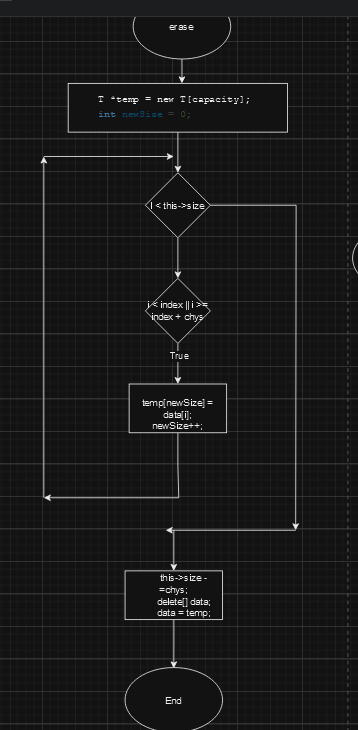 erase
T *temp = new T[capacity];
int newSize = 0;
I < this->size
i < index || i >=
index + chys
True
temp[newSize] =
data[i];
newSize++;
this->size -
=chys;
delete[] data;
data = temp;
End